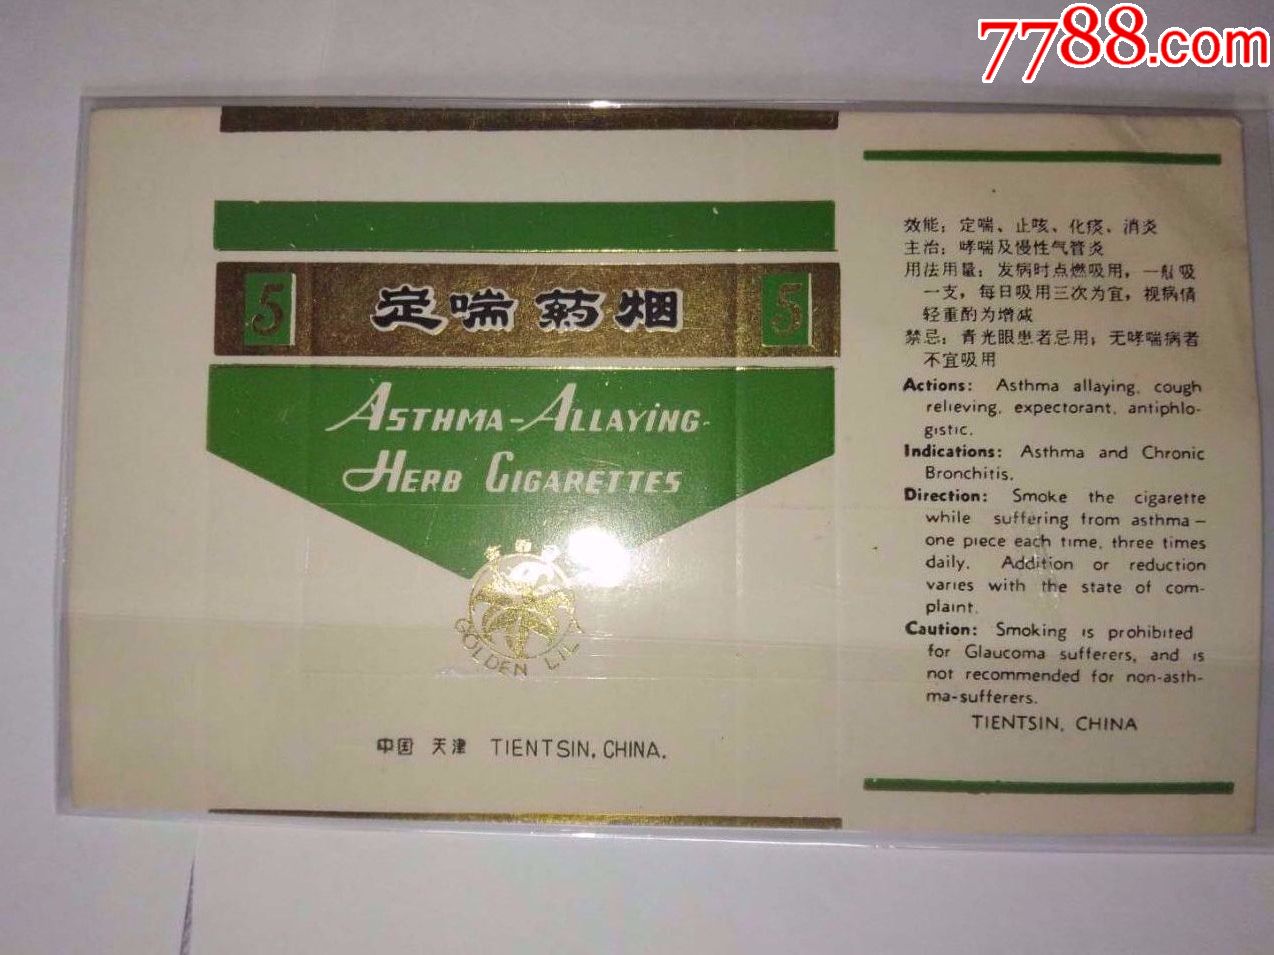 7788.com
5 定喘药烟 5
ASTHMA-ALLAYING
HERB CIGARETTES
GOLDEN LILY
中国 天津 TIENTSIN, CHINA.
效能：定喘、止咳、化痰、消炎
主治：哮喘及慢性气管炎
用法用量：发病时点燃吸用，一般吸
一支，每日吸用三次为宜，视病情
轻重酌为增减
禁忌：青光眼患者忌用；无哮喘病者
不宜吸用
Actions: Asthma allaying, cough
relieving, expectorant, antiphlo-
gistic.
Indications: Asthma and Chronic
Bronchitis.
Direction: Smoke the cigarette
while suffering from asthma—
one piece each time, three times
daily. Addition or reduction
varies with the state of com-
plaint.
Caution: Smoking is prohibited
for Glaucoma sufferers, and is
not recommended for non-asth-
ma-sufferers.
TIENTSIN, CHINA